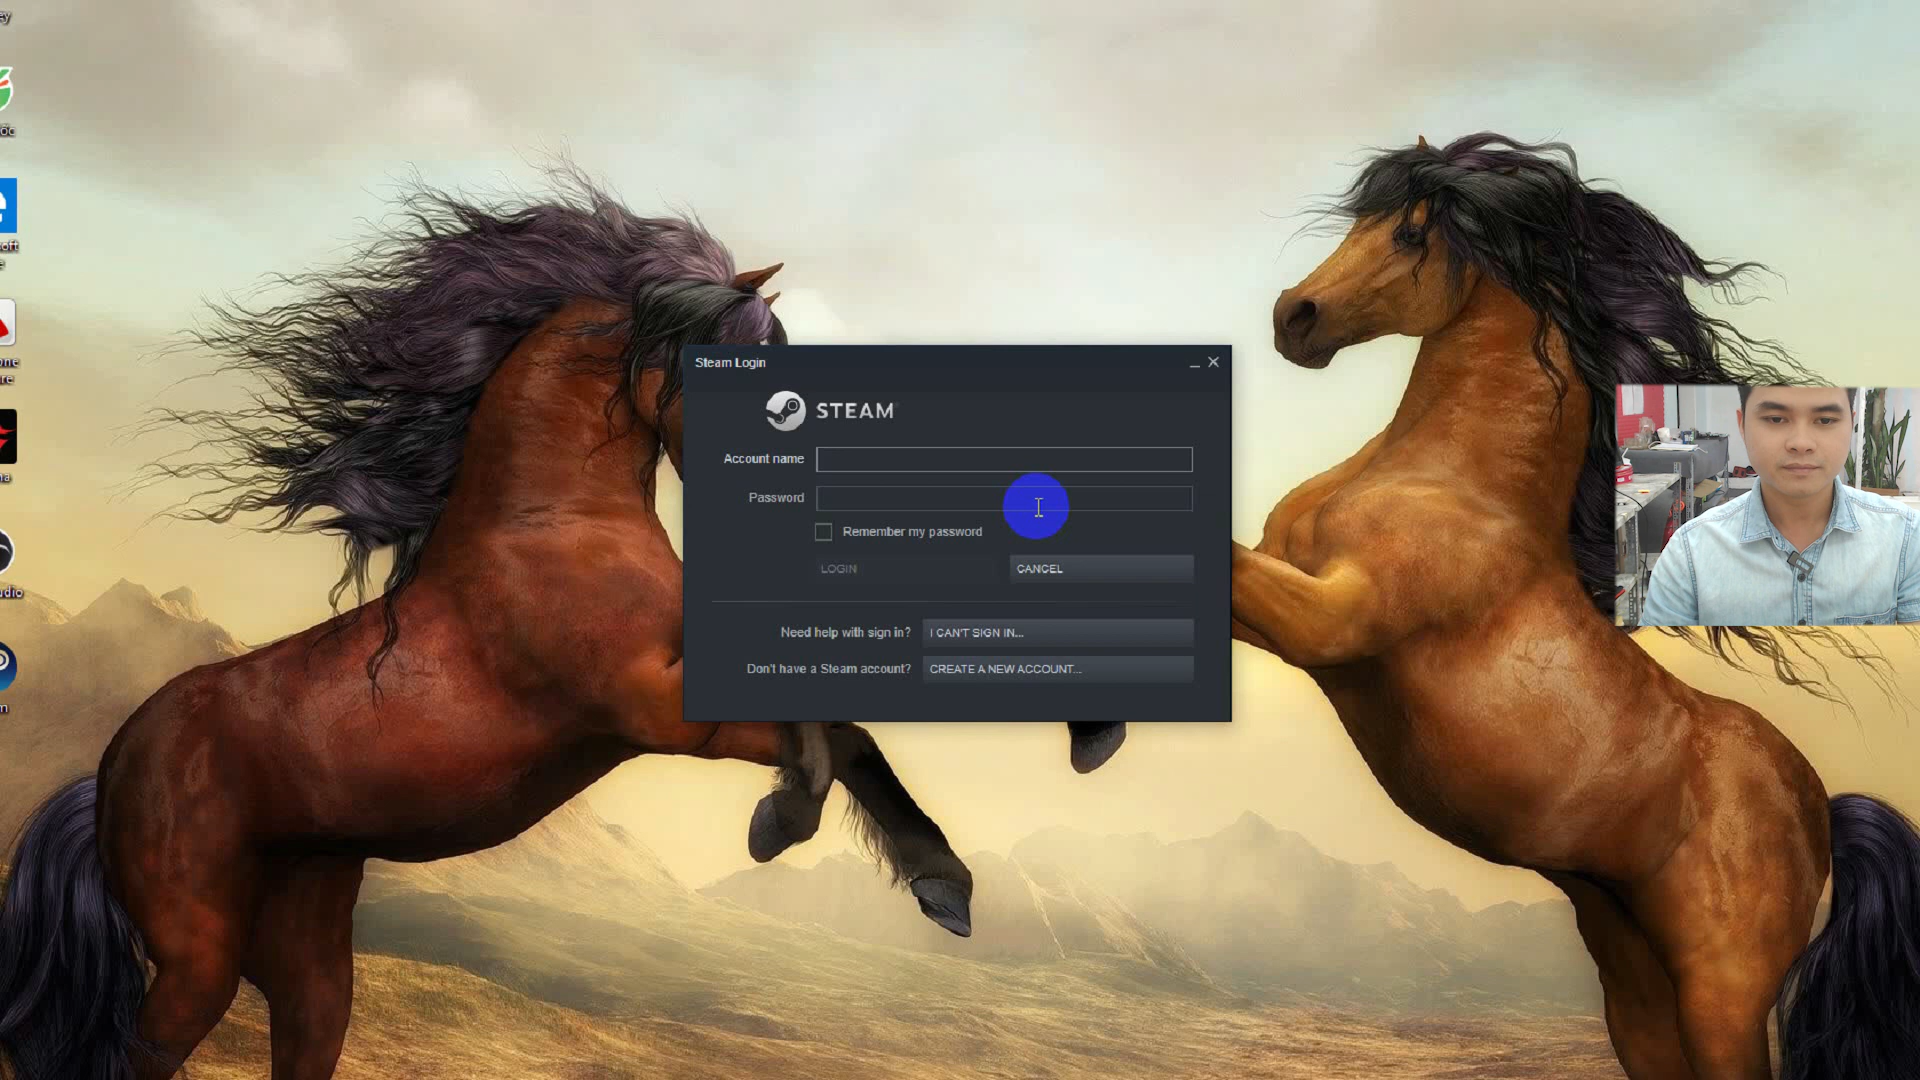 Steam Login
STEAM
Account name
Password
Remember my password
LOGIN
CANCEL
Need help with sign in?
I CAN'T SIGN IN...
Don't have a Steam account?
CREATE A NEW ACCOUNT...